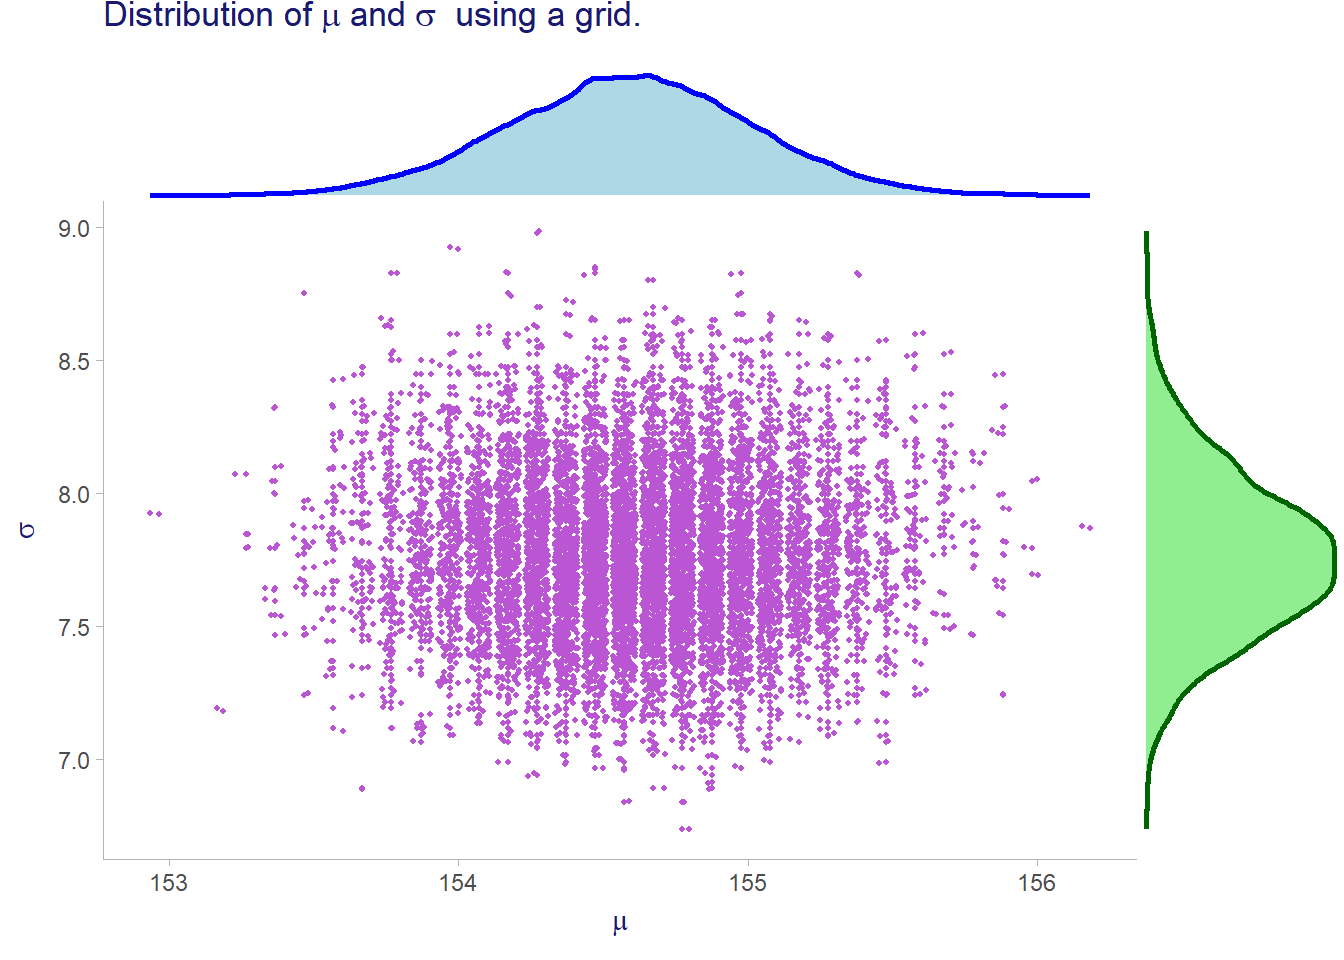 Distribution of μ and σ using a grid.
9.0
8.5
8.0
σ
7.5
7.0
153 154 155 156
μ